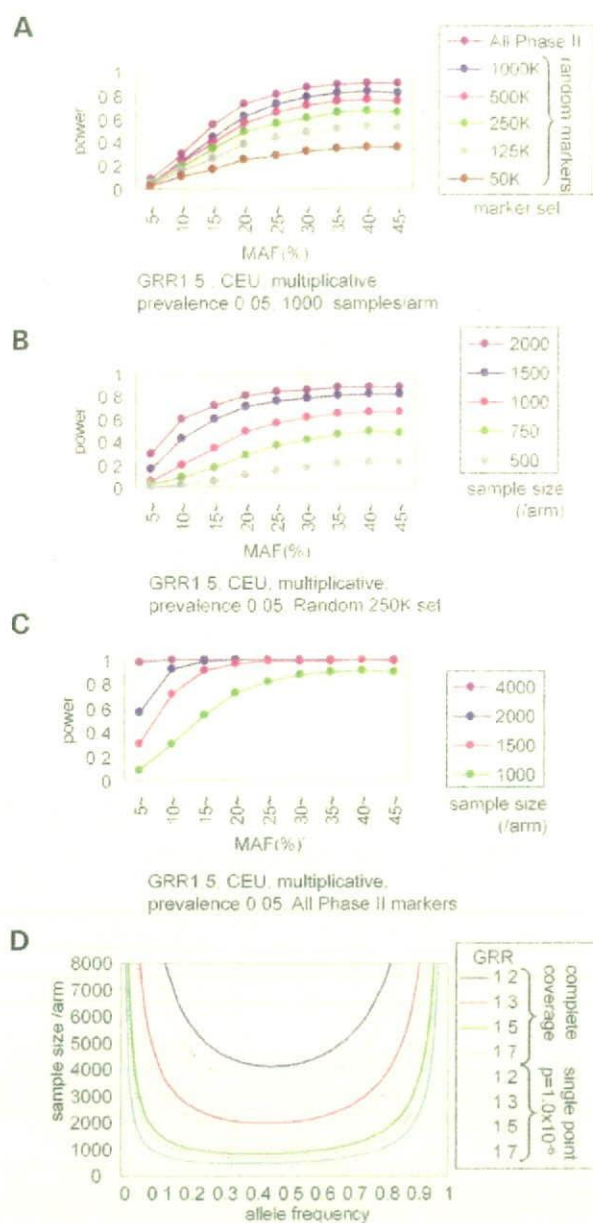 A
power
1
0 8
0 6
0 4
0 2
0
5~
10~
15~
20~
25~
30~
35~
40~
45~
MAF(%)
All Phase II
1000K
500K
250K
125K
50K
random markers
marker set
GRR1 5 , CEU, multiplicative,
prevalence 0 05, 1000 samples/arm
B
power
1
0 8
0 6
0 4
0 2
0
5~
10~
15~
20~
25~
30~
35~
40~
45~
MAF(%)
2000
1500
1000
750
500
sample size
(/arm)
GRR1 5, CEU, multiplicative,
prevalence 0 05, Random 250K set
C
power
1
0 8
0 6
0 4
0 2
0
5~
10~
15~
20~
25~
30~
35~
40~
45~
MAF(%)
4000
2000
1500
1000
sample size
(/arm)
GRR1 5, CEU, multiplicative,
prevalence 0 05, All Phase II markers
D
sample size /arm
8000
7000
6000
5000
4000
3000
2000
1000
0
0 0 1 0 2 0 3 0 4 0 5 0 6 0 7 0 8 0.9 1
allele frequency
GRR
1 2
1 3
1 5
1 7
1 2
1 3
1 5
1 7
complete coverage
single point